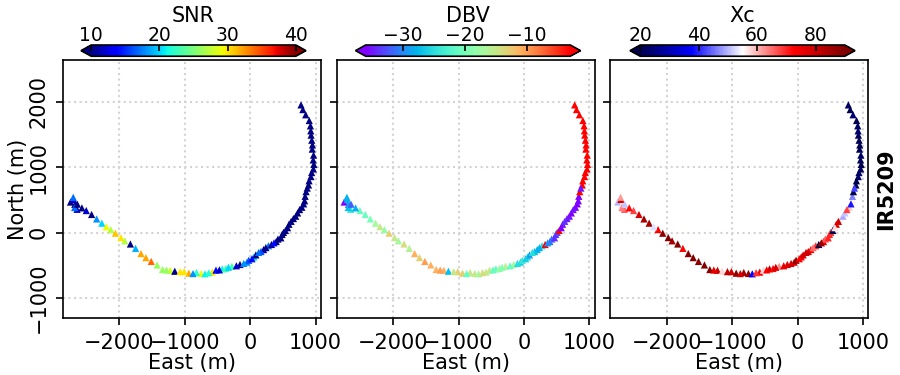 SNR DBV Xc
10 20 30 40 −30 −20 −10 20 40 60 80
2000
1000
0
−1000
North (m)
IR5209
−2000 −1000 0 1000 −2000 −1000 0 1000 −2000 −1000 0 1000
East (m) East (m) East (m)